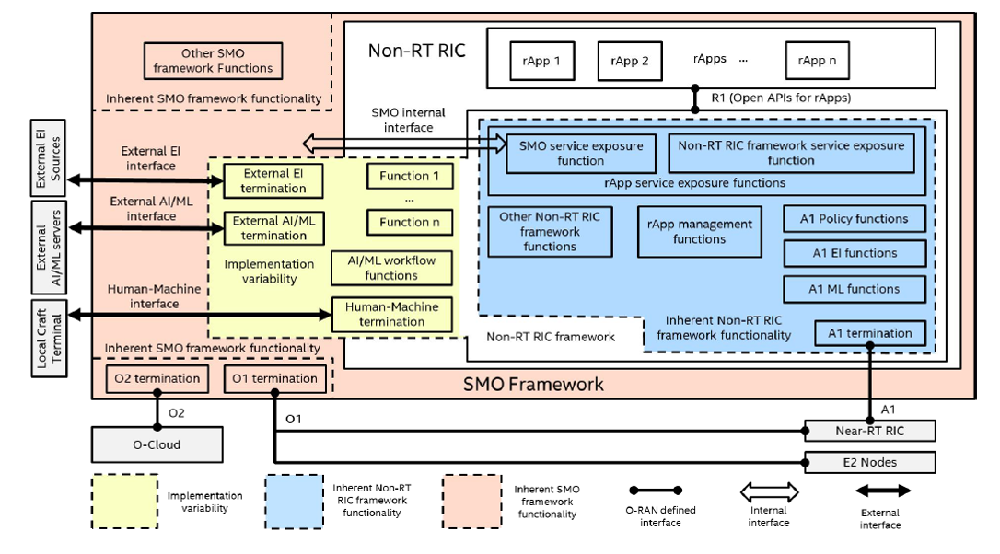 Other SMO
framework Functions
Inherent SMO framework functionality
Non-RT RIC
rApp 1
rApp 2
rApps ...
rApp n
R1 (Open APIs for rApps)
SMO internal
interface
SMO service exposure
function
Non-RT RIC framework service exposure
function
rApp service exposure functions
External EI
Sources
External EI
interface
External EI
termination
Function 1
...
Function n
External
AI/ML servers
External AI/ML
interface
External AI/ML
termination
Implementation
variability
AI/ML workflow
functions
Other Non-RT RIC
framework
functions
rApp management
functions
A1 Policy functions
A1 EI functions
A1 ML functions
Local Craft
Terminal
Human-Machine
interface
Human-Machine
termination
Non-RT RIC framework
Inherent Non-RT RIC
framework functionality
A1 termination
Inherent SMO framework functionality
O2 termination
O1 termination
SMO Framework
O2
O1
A1
O-Cloud
Near-RT RIC
E2 Nodes
Implementation
variability
Inherent Non-RT
RIC framework
functionality
Inherent SMO
framework
functionality
O-RAN defined
interface
Internal
interface
External
interface